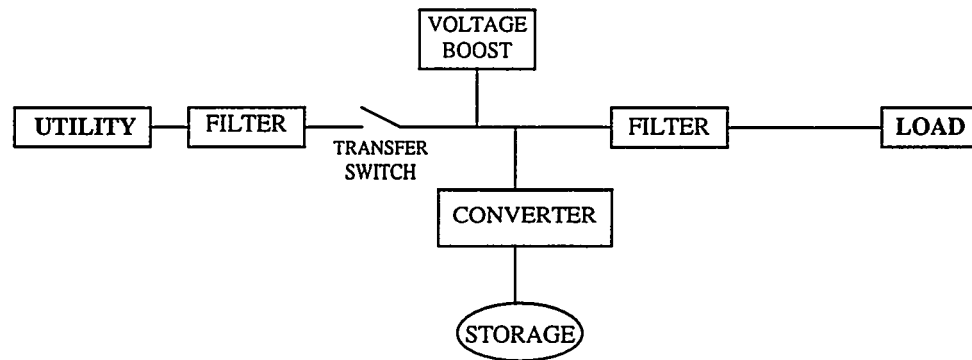 VOLTAGE
BOOST
UTILITY
FILTER
TRANSFER
SWITCH
FILTER
LOAD
CONVERTER
STORAGE